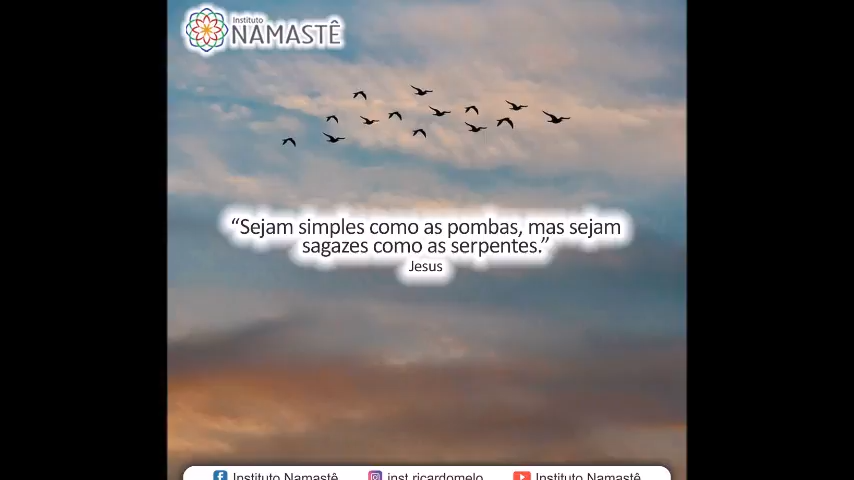 Instituto
NAMASTÊ
“Sejam simples como as pombas, mas sejam
sagazes como as serpentes.”
Jesus
Instituto Namastê inst.ricardomelo Instituto Namastê